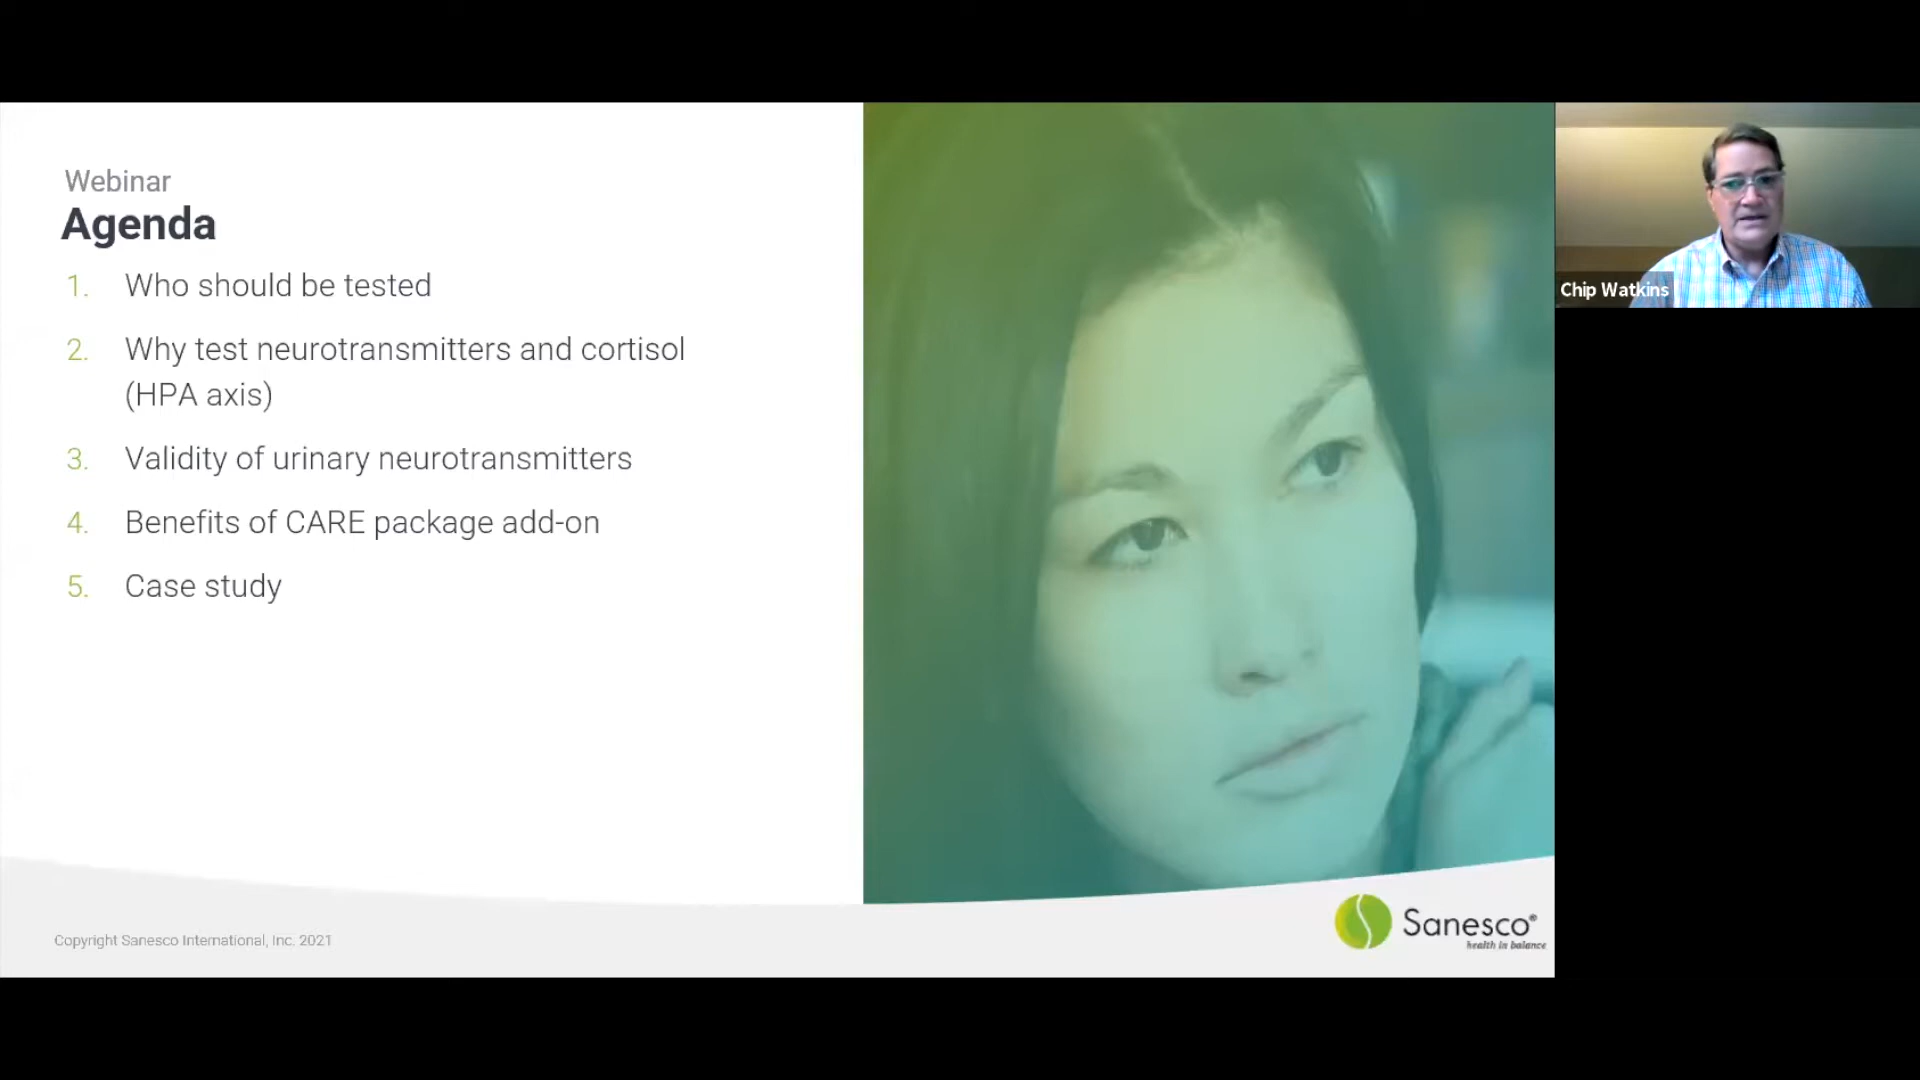 Webinar
Agenda
1. Who should be tested
2. Why test neurotransmitters and cortisol
(HPA axis)
3. Validity of urinary neurotransmitters
4. Benefits of CARE package add-on
5. Case study
Copyright Sanesco International, Inc. 2021
Sanesco®
health in balance
Chip Watkins